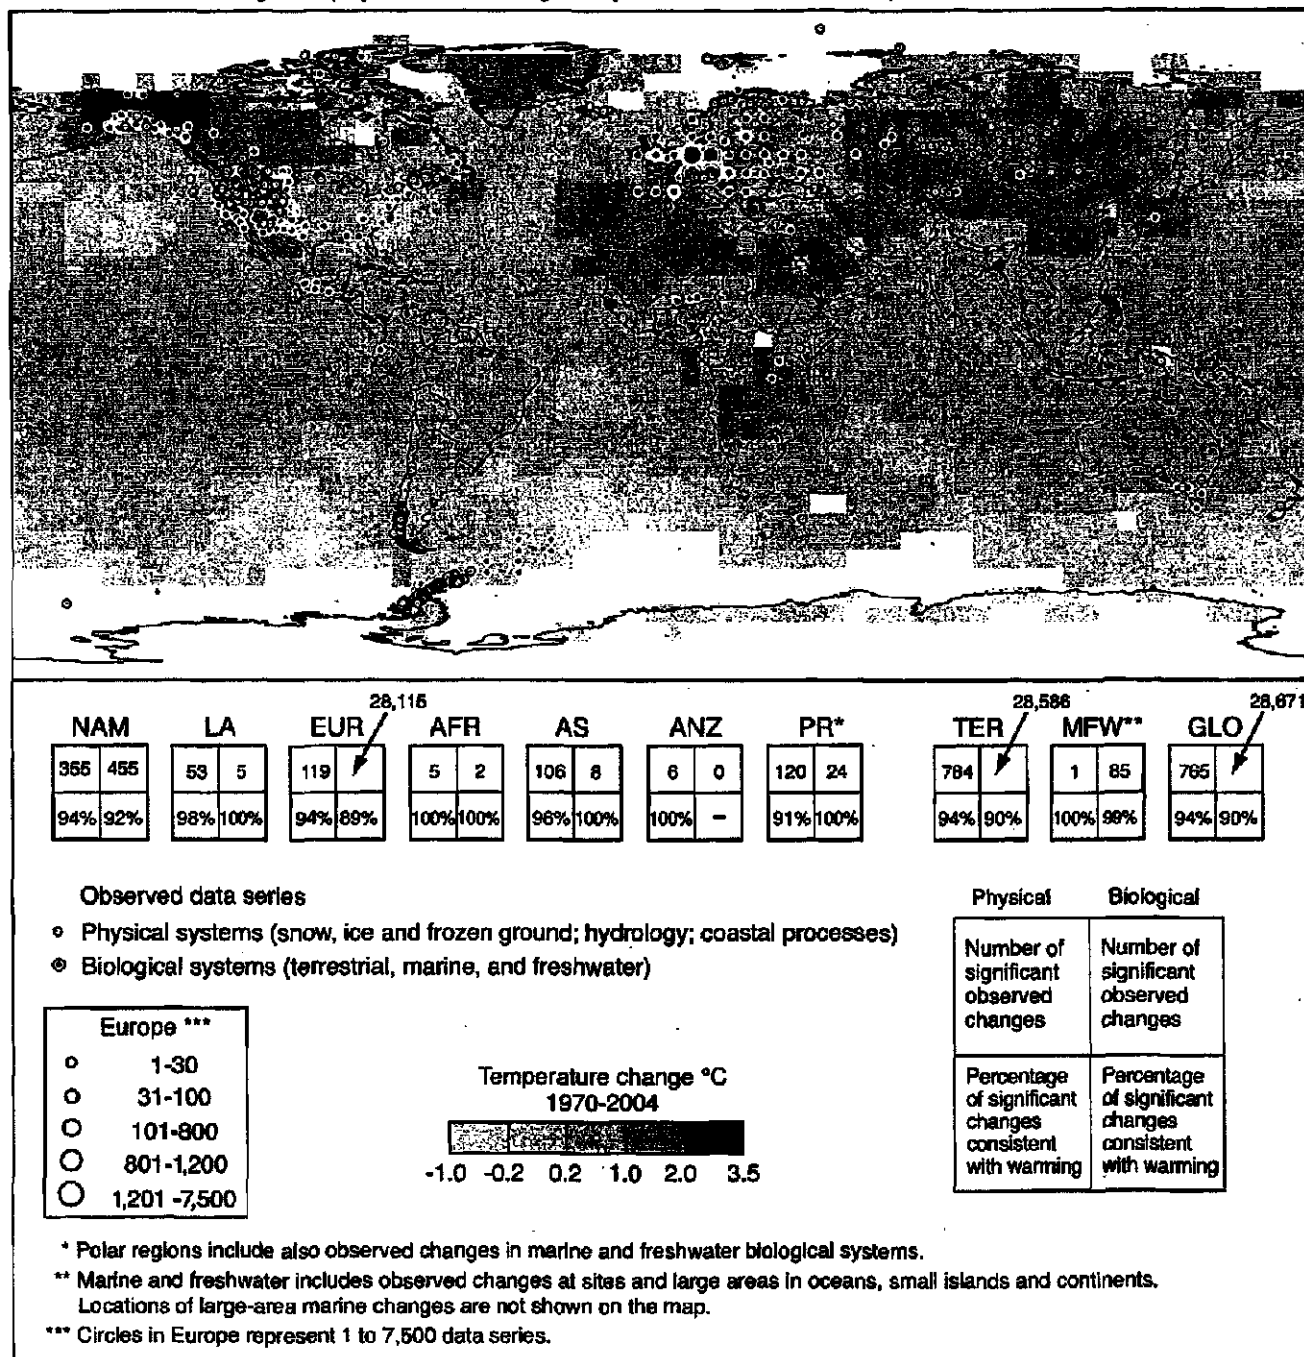 28,115
28,586
28,671
NAM LA EUR AFR AS ANZ PR* TER MFW** GLO
355 455 53 5 119 5 2 106 8 6 0 120 24 764 1 85 765
94% 92% 98% 100% 94% 89% 100% 100% 96% 100% 100% – 91% 100% 94% 90% 100% 99% 94% 90%
Observed data series
Physical systems (snow, ice and frozen ground; hydrology; coastal processes)
Biological systems (terrestrial, marine, and freshwater)
Europe ***
1-30
31-100
101-800
801-1,200
1,201 -7,500
Temperature change °C
1970-2004
-1.0 -0.2 0.2 1.0 2.0 3.5
Physical Biological
Number of
significant
observed
changes
Number of
significant
observed
changes
Percentage
of significant
changes
consistent
with warming
Percentage
of significant
changes
consistent
with warming
* Polar regions include also observed changes in marine and freshwater biological systems.
** Marine and freshwater includes observed changes at sites and large areas in oceans, small islands and continents.
Locations of large-area marine changes are not shown on the map.
*** Circles in Europe represent 1 to 7,500 data series.